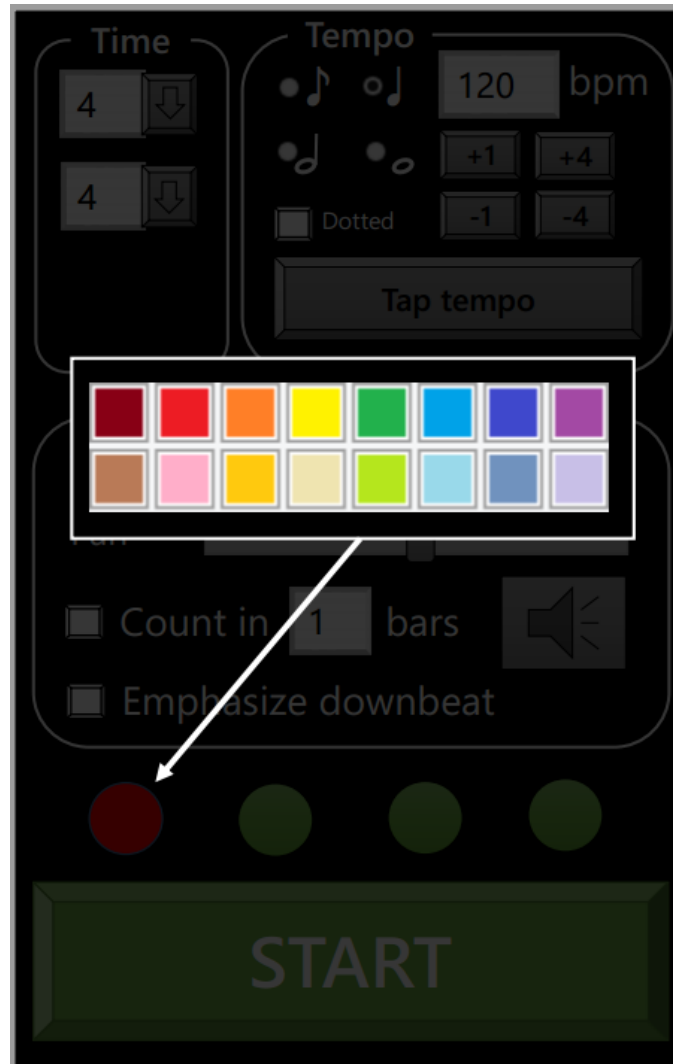 Time
Tempo
4
120 bpm
+1 +4
4
Dotted
-1 -4
Tap tempo
Count in 1 bars
Emphasize downbeat
START